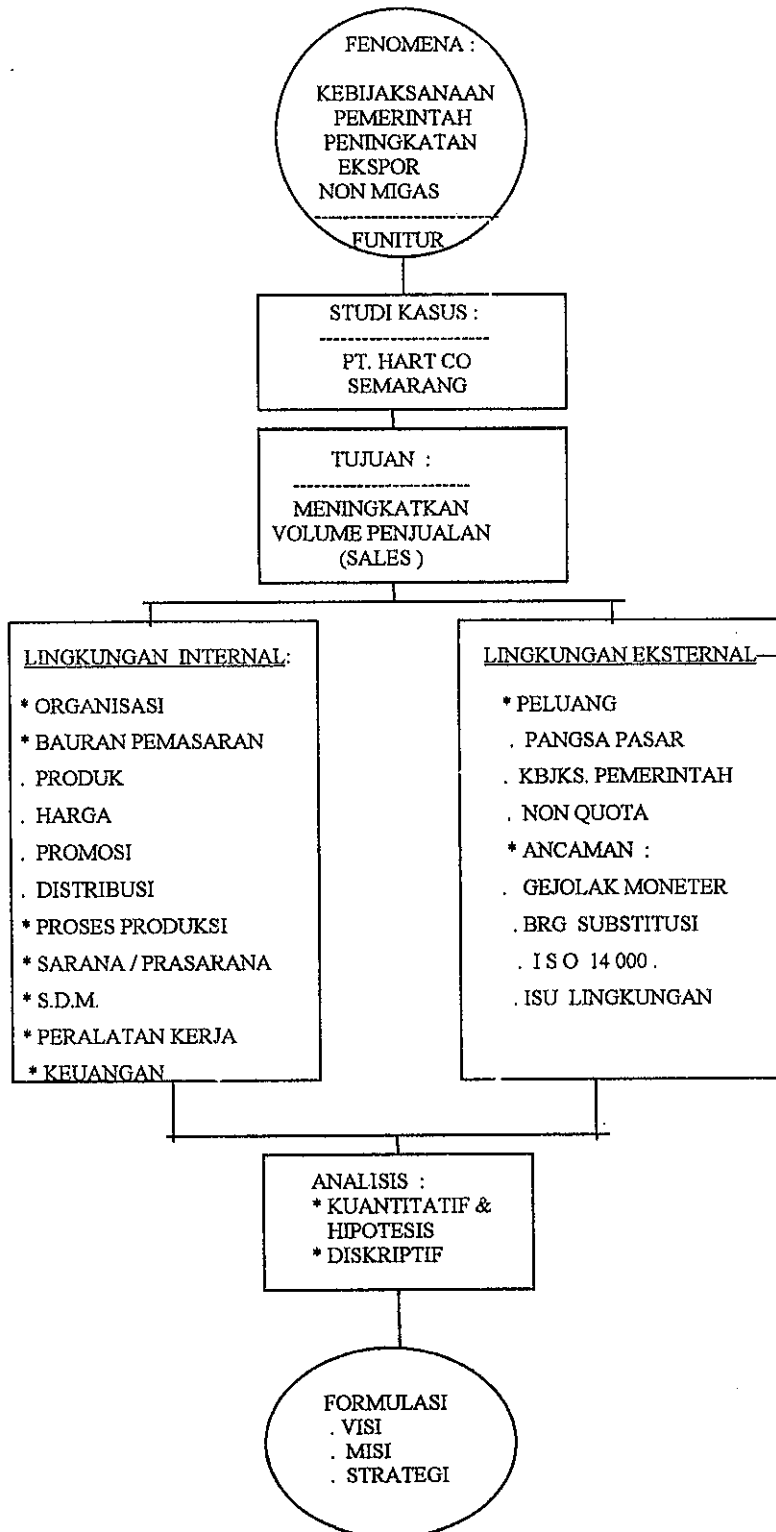 FENOMENA :
KEBIJAKSANAAN
PEMERINTAH
PENINGKATAN
EKSPOR
NON MIGAS
FUNITUR
STUDI KASUS :
PT. HART CO
SEMARANG
TUJUAN :
MENINGKATKAN
VOLUME PENJUALAN
(SALES )
LINGKUNGAN INTERNAL:
* ORGANISASI
* BAURAN PEMASARAN
. PRODUK
. HARGA
. PROMOSI
. DISTRIBUSI
* PROSES PRODUKSI
* SARANA / PRASARANA
* S.D.M.
* PERALATAN KERJA
* KEUANGAN
LINGKUNGAN EKSTERNAL
* PELUANG
. PANGSA PASAR
. KBJKS. PEMERINTAH
. NON QUOTA
* ANCAMAN :
. GEJOLAK MONETER
. BRG SUBSTITUSI
. I S O 14 000 .
. ISU LINGKUNGAN
ANALISIS :
* KUANTITATIF &
HIPOTESIS
* DISKRIPTIF
FORMULASI
. VISI
. MISI
. STRATEGI